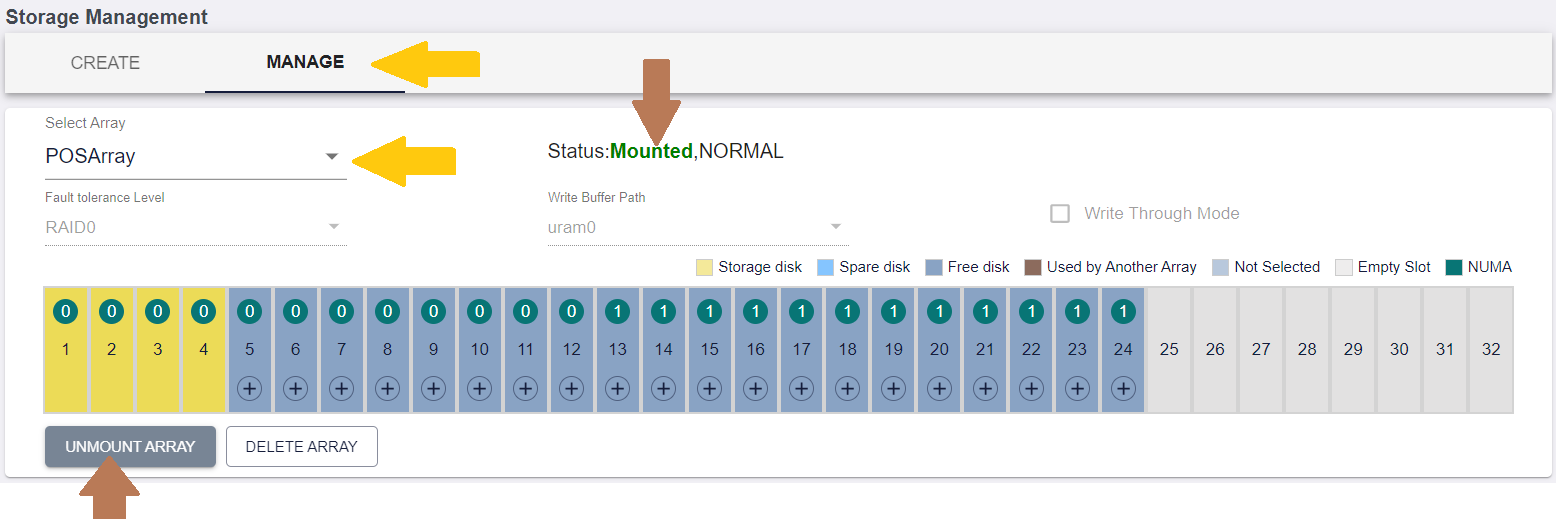 Storage Management
CREATE MANAGE
Select Array
POSArray
Status:Mounted,NORMAL
Fault tolerance Level
RAID0
Write Buffer Path
uram0
Write Through Mode
Storage disk Spare disk Free disk Used by Another Array Not Selected Empty Slot NUMA
0 0 0 0 0 0 0 0 0 0 0 0 1 1 1 1 1 1 1 1 1 1 1 1
1 2 3 4 5 6 7 8 9 10 11 12 13 14 15 16 17 18 19 20 21 22 23 24 25 26 27 28 29 30 31 32
+ + + + + + + + + + + + + + + + + + + +
UNMOUNT ARRAY DELETE ARRAY